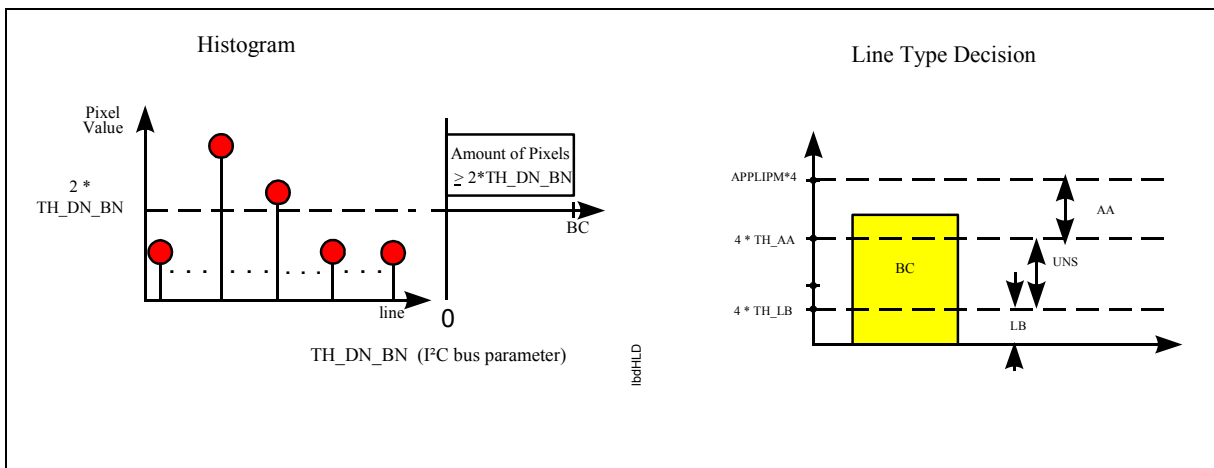 Histogram
Pixel
Value
2 *
TH_DN_BN
Amount of Pixels
≥ 2*TH_DN_BN
BC
line
0
TH_DN_BN (I²C bus parameter)
lbdHLD
Line Type Decision
APPLIPM*4
AA
4 * TH_AA
UNS
BC
4 * TH_LB
LB